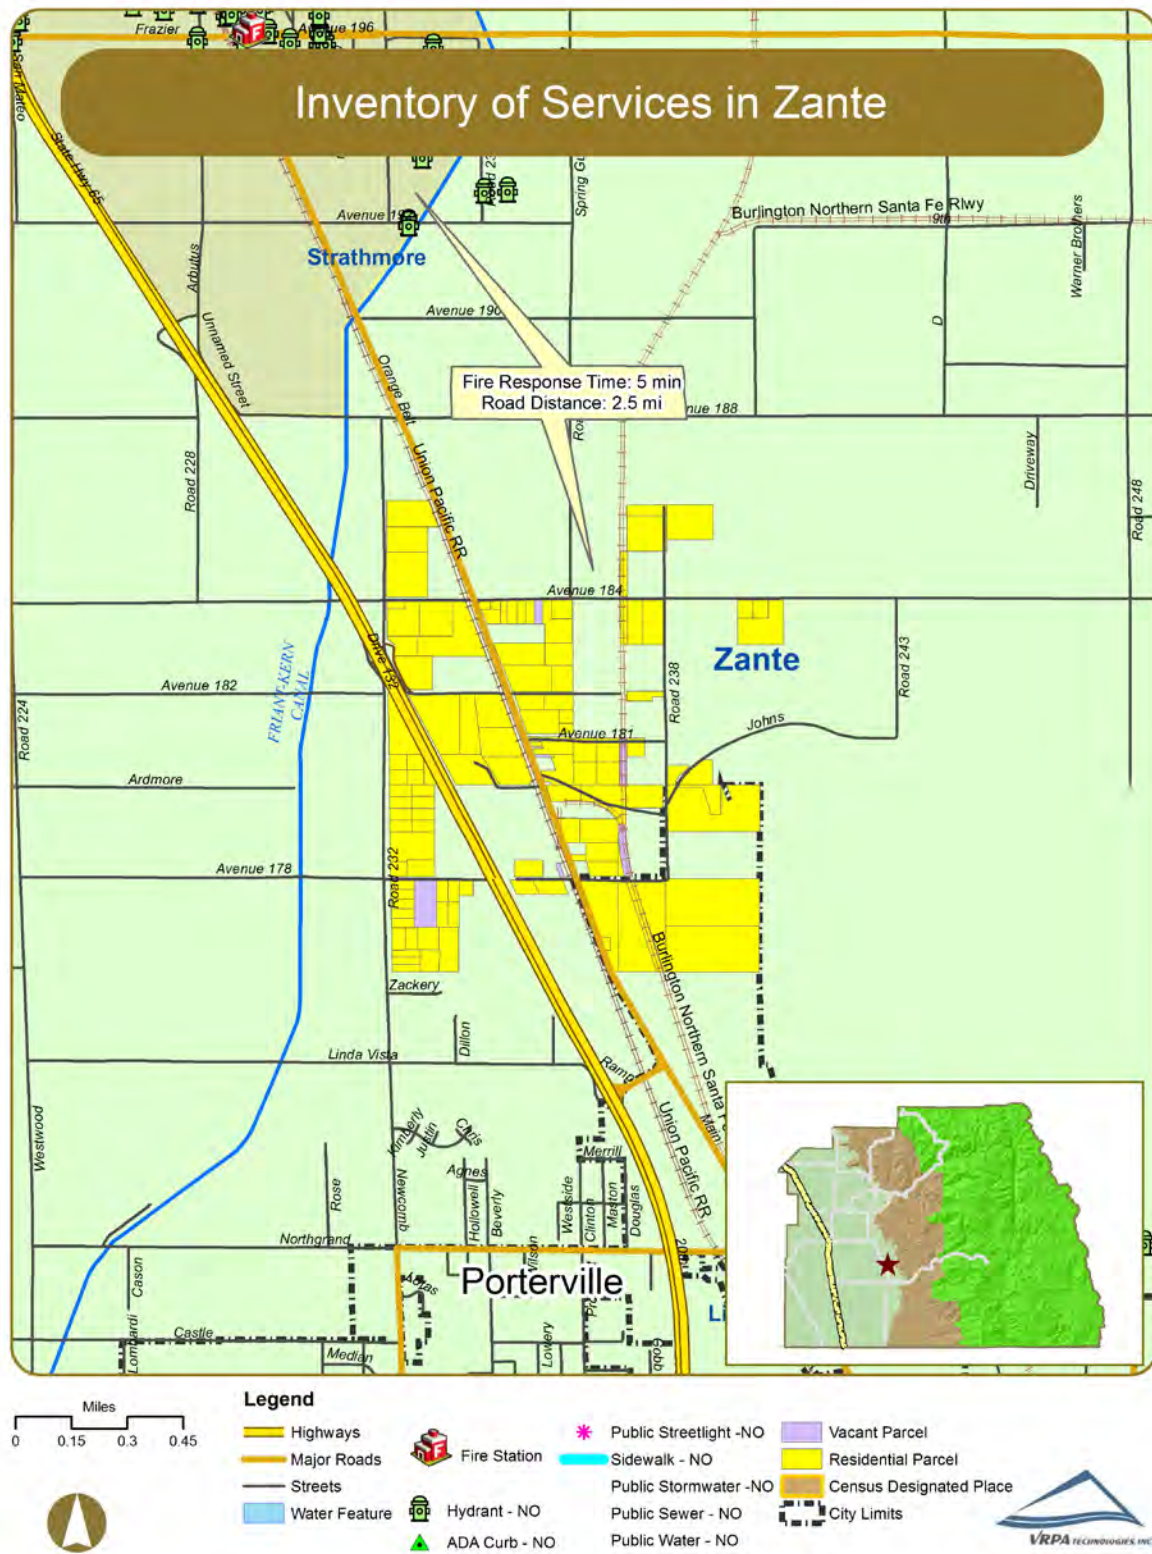 Frazier
Avenue 196
San Mateo
Inventory of Services in Zante
State Hwy 65
Spring
Burlington Northern Santa Fe Rlwy
9th
Warner Brothers
Avenue
Strathmore
Arbutus
Unnamed Street
Avenue 190
D
Orange Belt
Fire Response Time: 5 min
Road Distance: 2.5 mi
nue 188
Union Pacific RR
Road 228
Driveway
Road 248
Avenue 184
Drive 132
Zante
Road 238
Road 243
FRIANT-KERN
CANAL
Avenue 182
Road 224
Avenue 181
Johns
Ardmore
Avenue 178
Road 232
Burlington Northern Santa Fe
Zackery
Dillon
Linda Vista
Ramp
Union Pacific RR
Main
Westwood
Kimberly
Justin
Chris
Merrill
Agnes
Rose
Newcomb
Hollowell
Beverly
Westside
Clinton
Maston
Douglas
Northgrand
Porterville
Cason
Lombardi
Castle
Median
Lowery
Legend
Miles
0 0.15 0.3 0.45
Highways
Major Roads
Streets
Water Feature
Fire Station
Hydrant - NO
ADA Curb - NO
Public Streetlight -NO
Sidewalk - NO
Public Stormwater -NO
Public Sewer - NO
Public Water - NO
Vacant Parcel
Residential Parcel
Census Designated Place
City Limits
VRPA TECHNOLOGIES, INC.